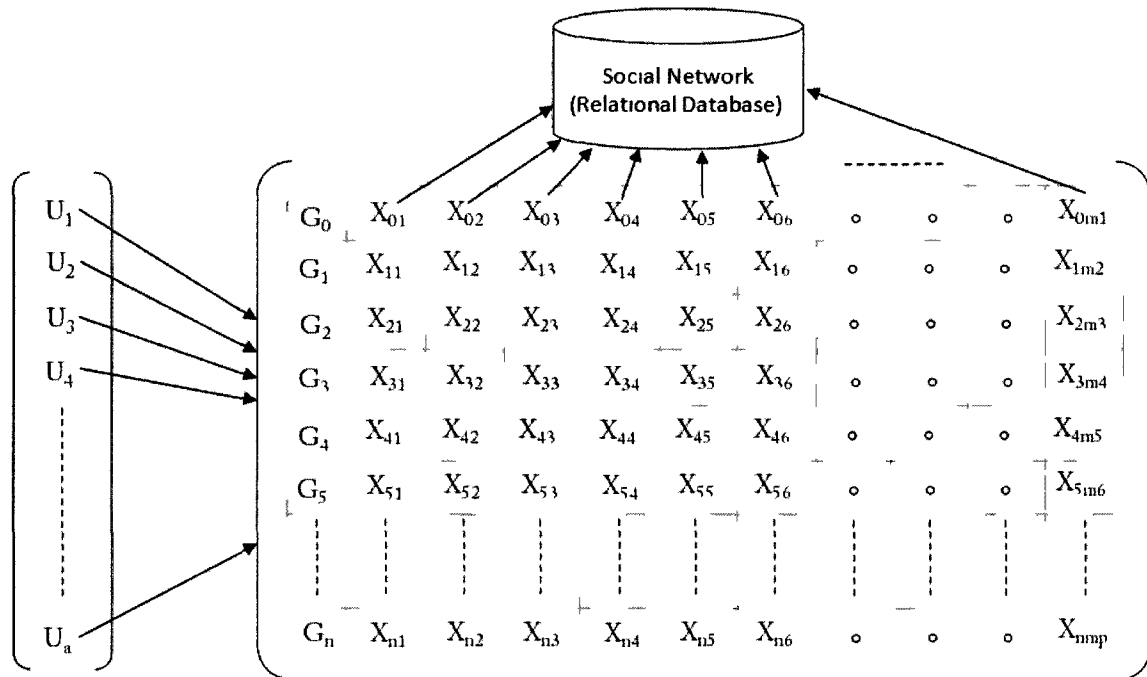 Social Network
(Relational Database)
U1
U2
U3
U4
Ua
G0 X01 X02 X03 X04 X05 X06 X0m1
G1 X11 X12 X13 X14 X15 X16 X1m2
G2 X21 X22 X23 X24 X25 X26 X2m3
G3 X31 X32 X33 X34 X35 X36 X3m4
G4 X41 X42 X43 X44 X45 X46 X4m5
G5 X51 X52 X53 X54 X55 X56 X5m6
Gn Xn1 Xn2 Xn3 Xn4 Xn5 Xn6 Xnmp